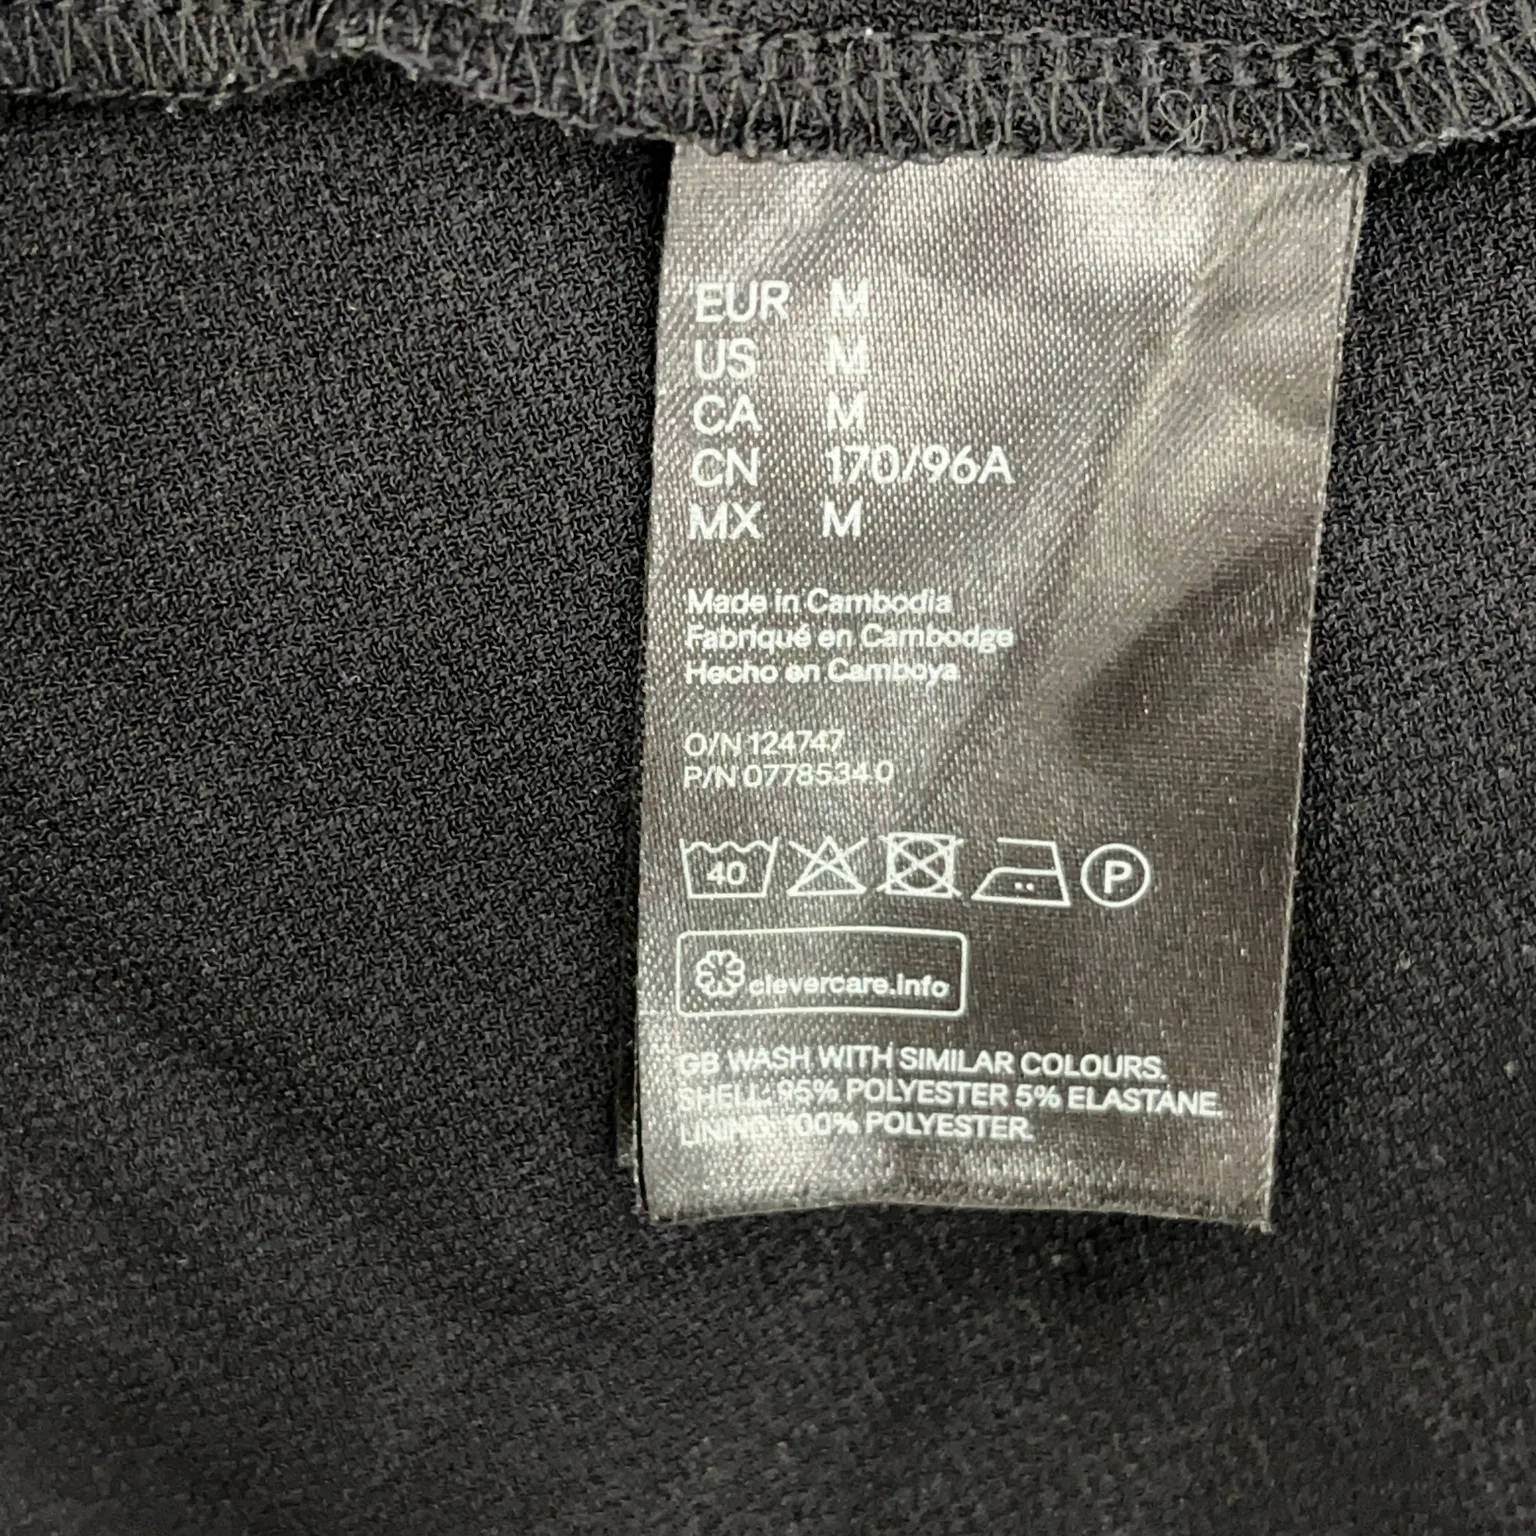 EUR M
US M
CA M
CN 170/96A
MX M
Made in Cambodia
Fabriqué en Cambodge
Hecho en Camboya
O/N 124747
P/N 0778534 0
40
P
clevercare.info
GB WASH WITH SIMILAR COLOURS.
SHELL: 95% POLYESTER 5% ELASTANE.
LINING: 100% POLYESTER.